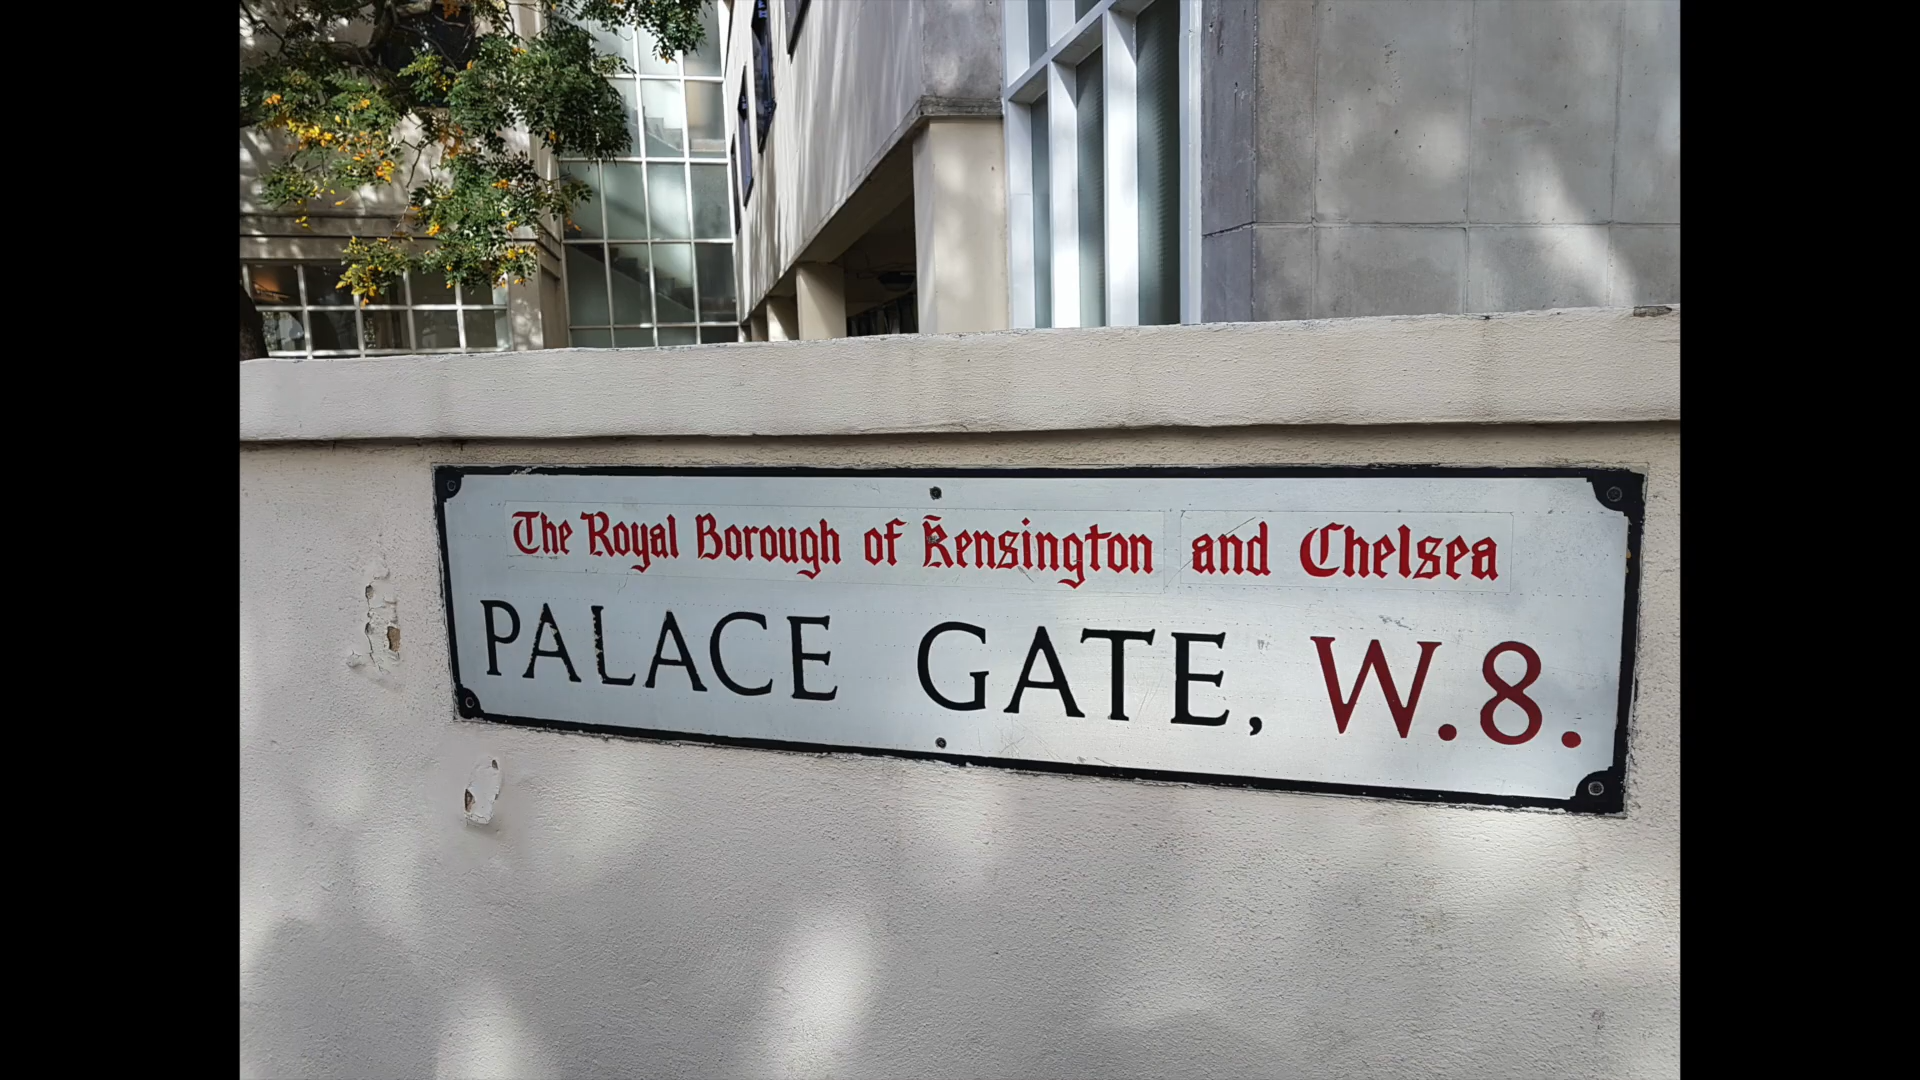 The Royal Borough of Kensington and Chelsea
PALACE GATE, W.8.